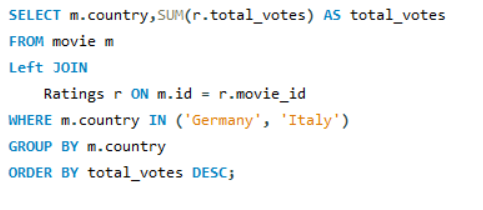 SELECT m.country,SUM(r.total_votes) AS total_votes
FROM movie m
Left JOIN
Ratings r ON m.id = r.movie_id
WHERE m.country IN ('Germany', 'Italy')
GROUP BY m.country
ORDER BY total_votes DESC;